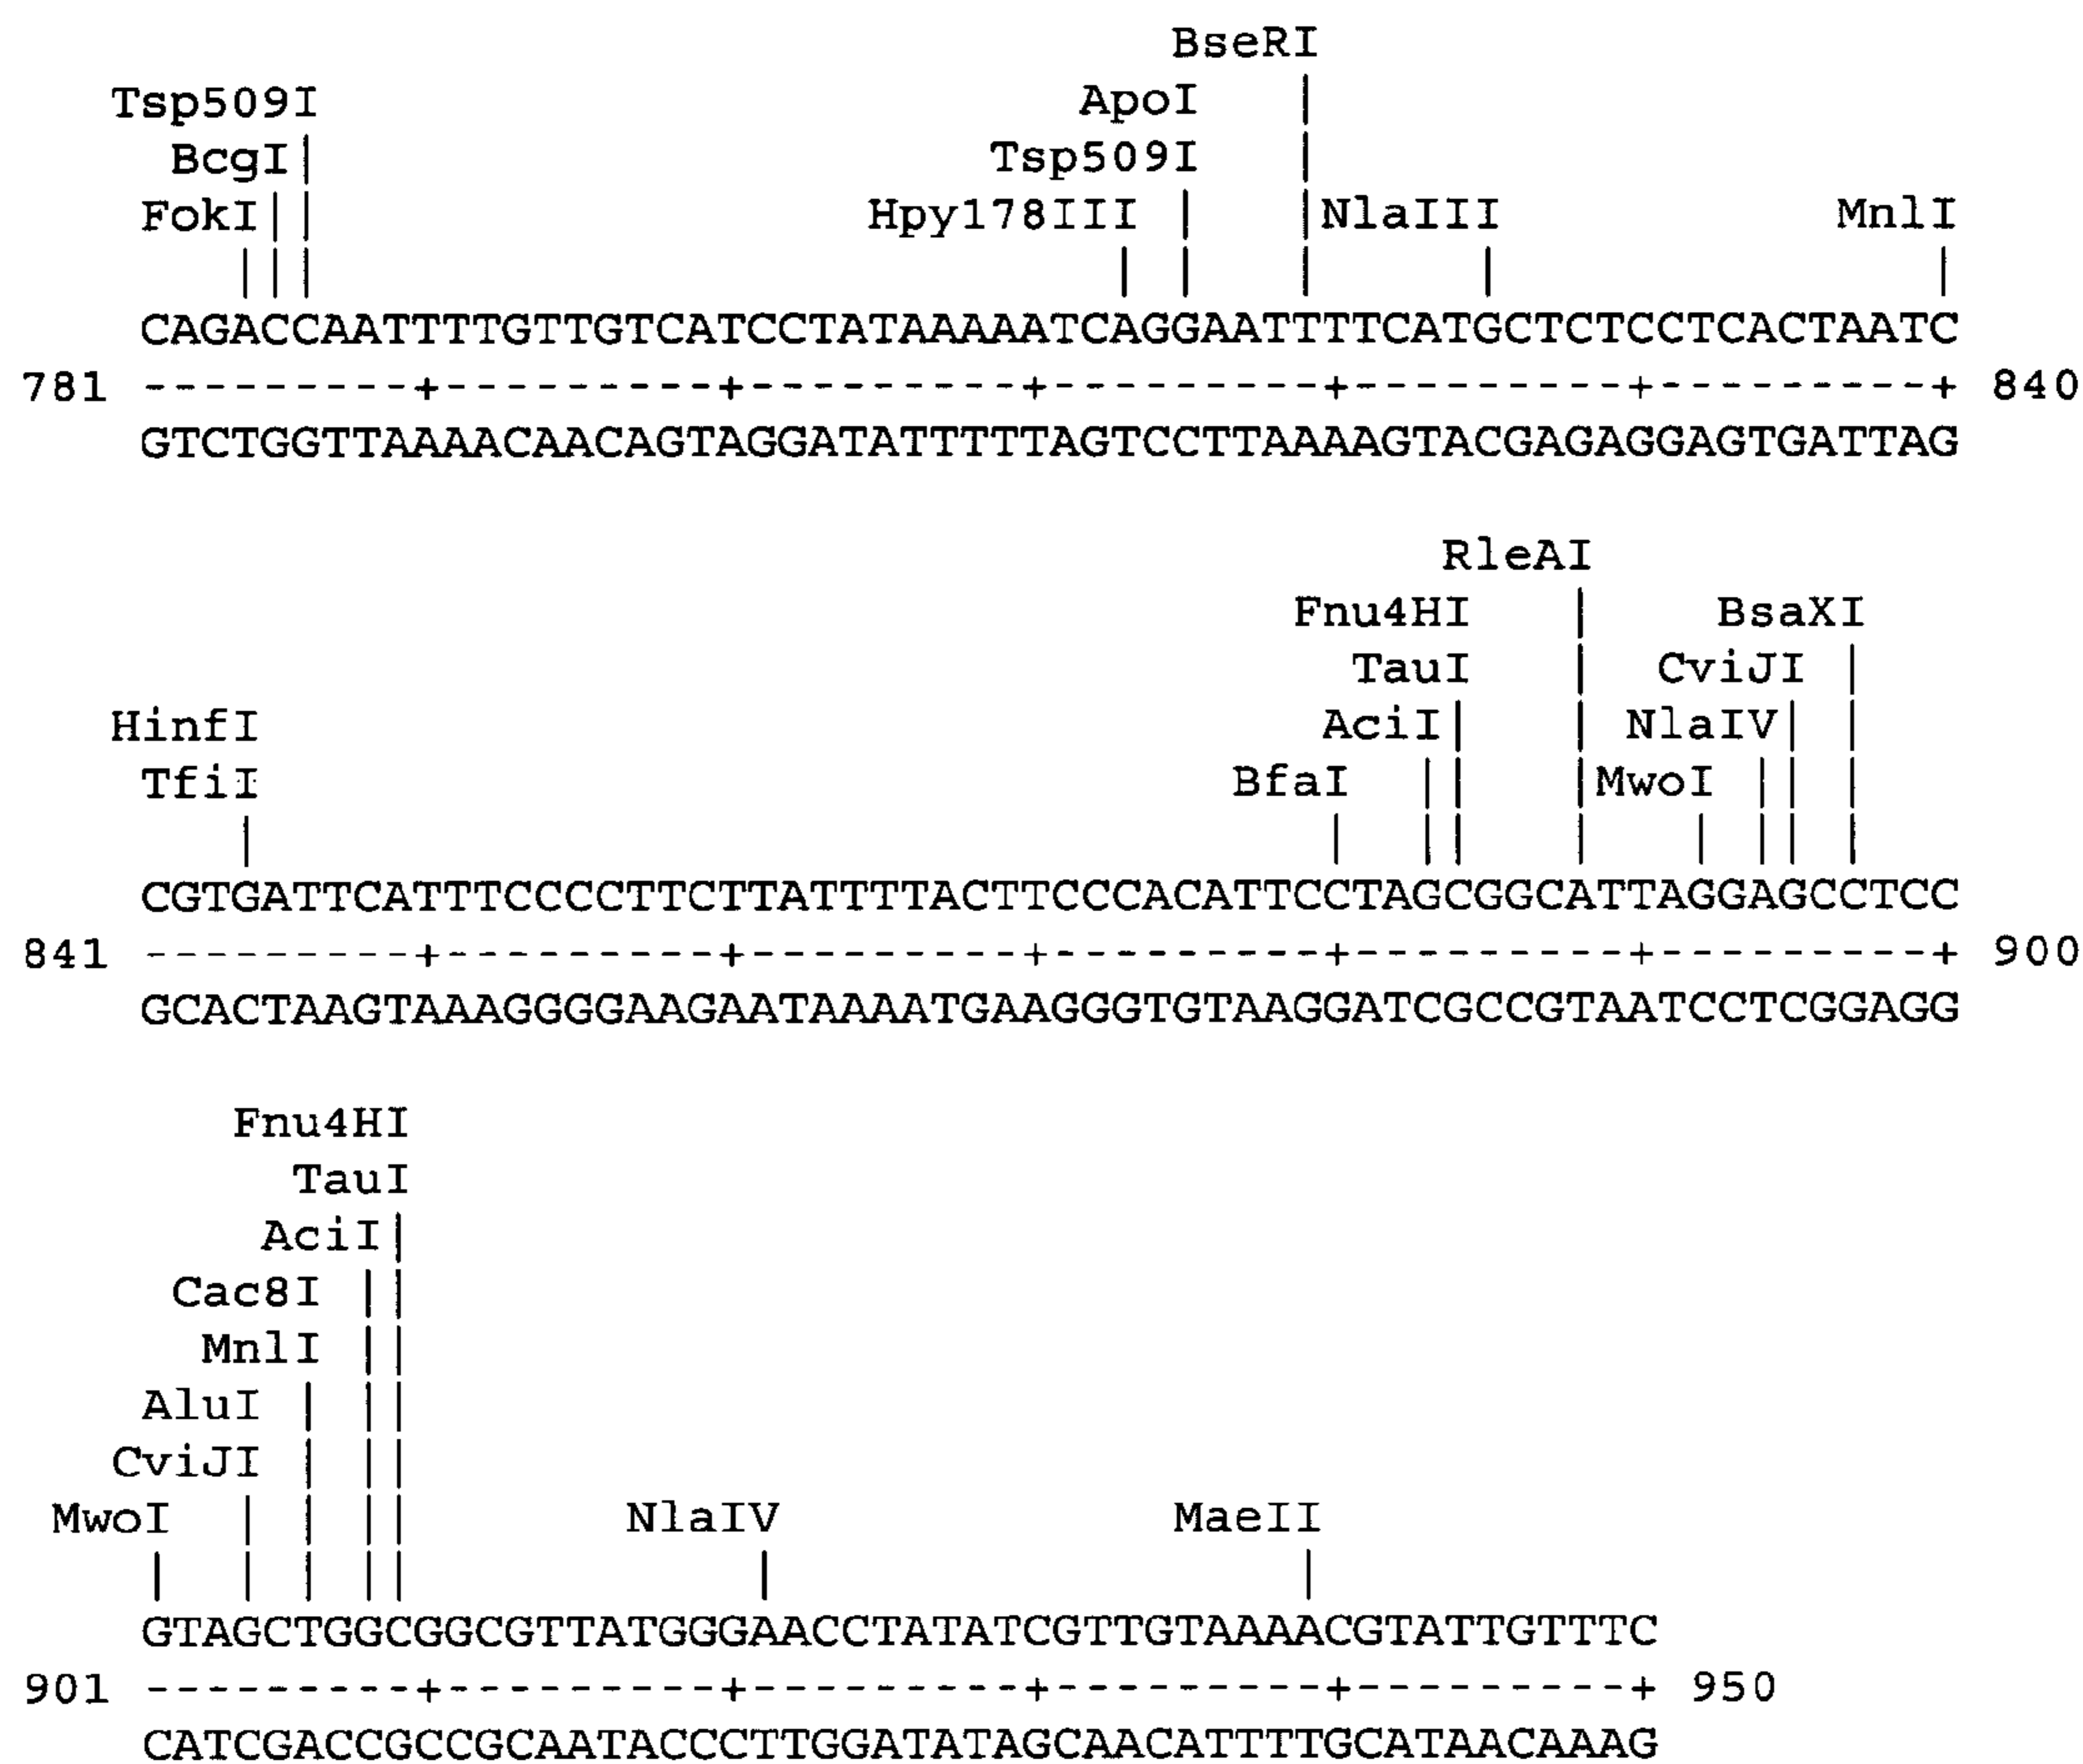 BseRI
Tsp509I ApoI |
BcgI| Tsp509I |
FokI|| Hpy178III | |NlaIII MnlI
||| | | | | |
CAGACCAATTTTTGTTGTCATCCTATAAAAATCAGGAATTTTCATGCTCTCCTCACTAATC
781 ---------+---------+---------+---------+---------+---------+ 840
GTCTGGTTAAAACAACAGTAGGATATTTTTAGTCCTTAAAAGTACGAGAGGAGTGATTAG
RleAI
Fnu4HI | BsaXI
TauI | CviJI |
HinfI AciI| | NlaIV| |
TfiI BfaI || |MwoI || |
| | || | | || |
CGTGATTCATTTCCCCTTCTTATTTTACTTCCCACATTCCTAGCGGCATTAGGAGCCTCC
841 ---------+---------+---------+---------+---------+---------+ 900
GCACTAAGTAAAGGGGAAGAATAAAATGAAGGGTGTAAGGATCGCCGTAATCCTCGGAGG
Fnu4HI
TauI
AciI|
Cac8I ||
MnlI ||
AluI | ||
CviJI | ||
MwoI | | || NlaIV MaeII
| | | || | |
GTAGCTGGCGGCGTTATGGGAACCTATATCGTTGTAAAACGTATTGTTTC
901 ---------+---------+---------+---------+---------+ 950
CATCGACCGCCGCAATACCCTTGGATATAGCAACATTTTGCATAACAAAG